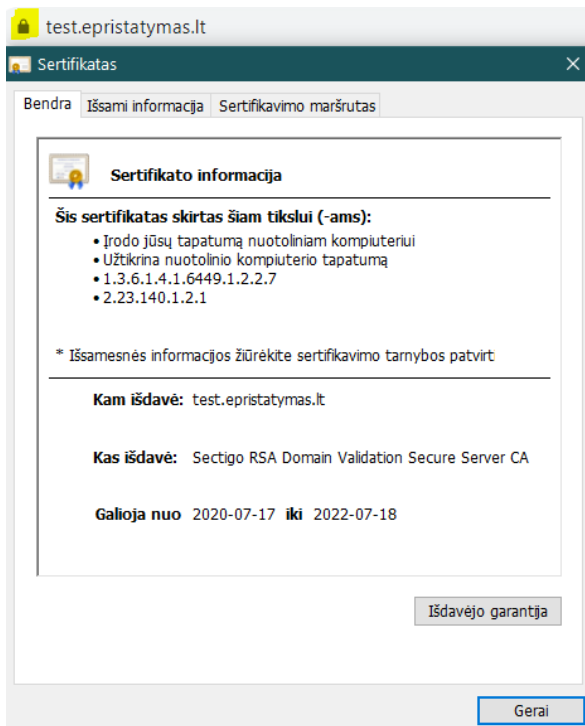 test.epristatymas.lt
Sertifikatas
Bendra Išsami informacija Sertifikavimo maršrutas
Sertifikato informacija
Šis sertifikatas skirtas šiam tikslui (-ams):
• Įrodo jūsų tapatumą nuotoliniam kompiuteriui
• Užtikrina nuotolinio kompiuterio tapatumą
• 1.3.6.1.4.1.6449.1.2.2.7
• 2.23.140.1.2.1
* Išsamesnės informacijos žiūrėkite sertifikavimo tarnybos patvirti
Kam išdavė: test.epristatymas.lt
Kas išdavė: Sectigo RSA Domain Validation Secure Server CA
Galioja nuo 2020-07-17 iki 2022-07-18
Išdavėjo garantija
Gerai